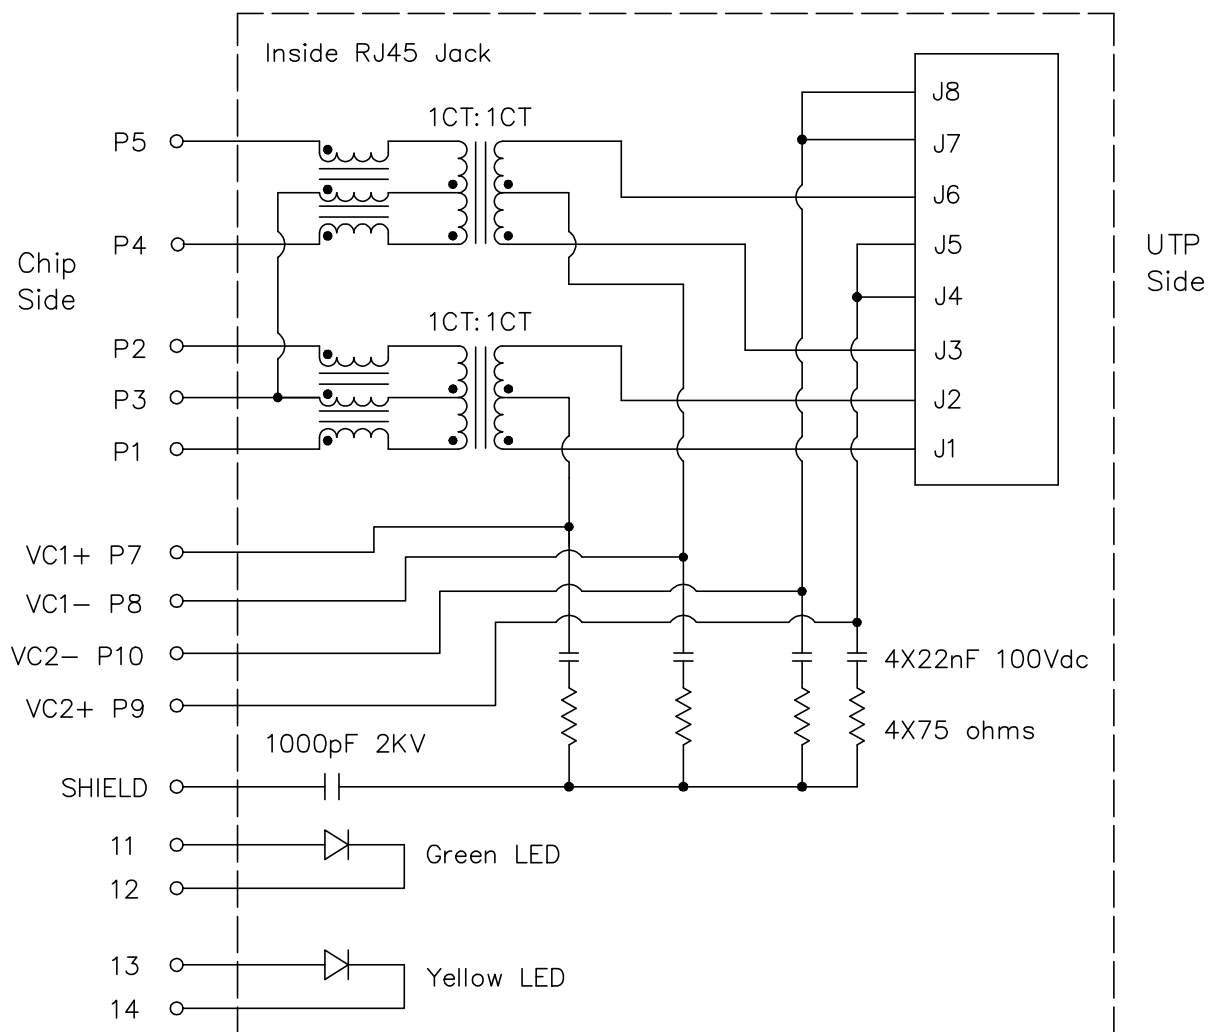 Inside RJ45 Jack
J8
1CT:1CT
P5
J7
J6
P4
J5
Chip
Side
UTP
Side
J4
1CT:1CT
P2
J3
P3
J2
P1
J1
VC1+ P7
VC1- P8
VC2- P10
4X22nF 100Vdc
VC2+ P9
4X75 ohms
1000pF 2KV
SHIELD
11
Green LED
12
13
Yellow LED
14